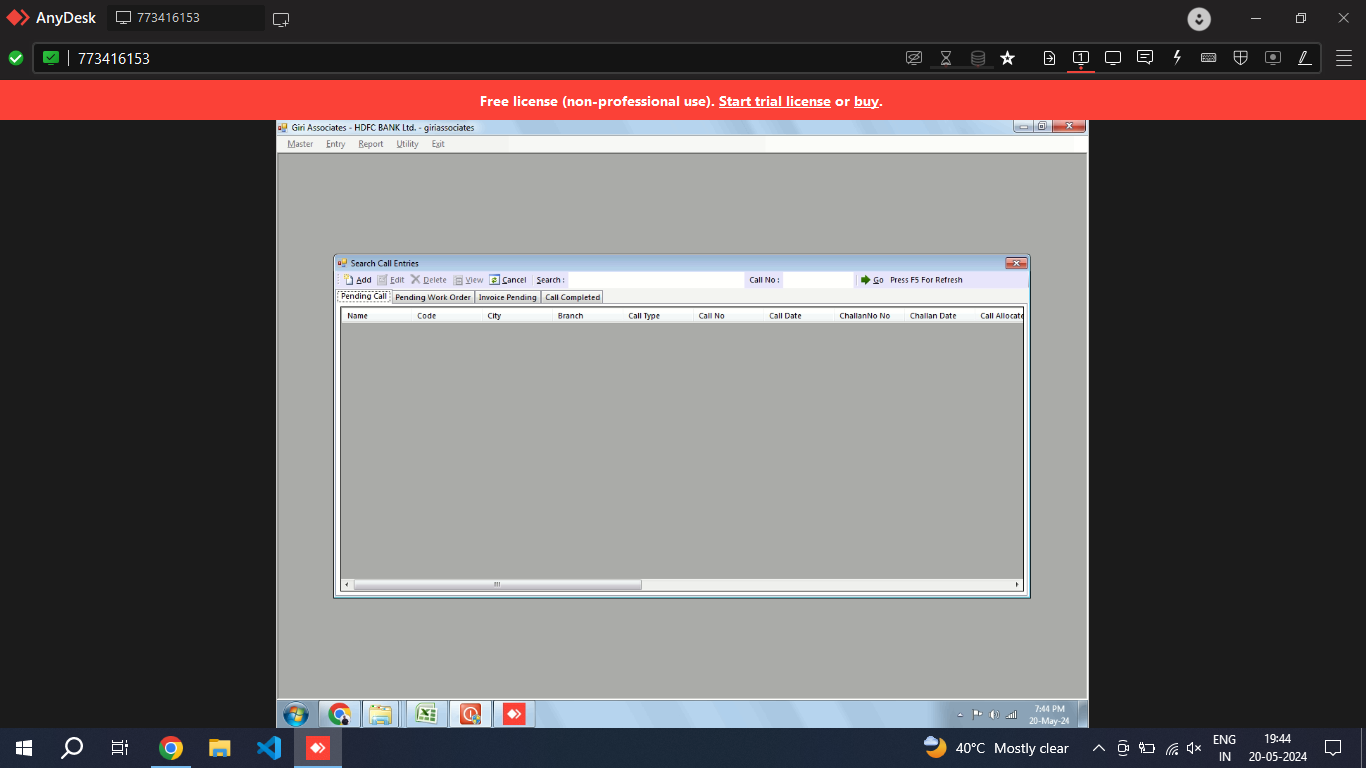 AnyDesk
773416153
773416153
Free license (non-professional use). Start trial license or buy.
Giri Associates - HDFC BANK Ltd. - giriassociates
Master Entry Report Utility Exit
Search Call Entries
Add Edit Delete View Cancel Search : Call No : Go Press F5 For Refresh
Pending Call Pending Work Order Invoice Pending Call Completed
Name Code City Branch Call Type Call No Call Date ChallanNo No Challan Date Call Allocate
7:44 PM
20-May-24
40°C Mostly clear
ENG
IN
19:44
20-05-2024